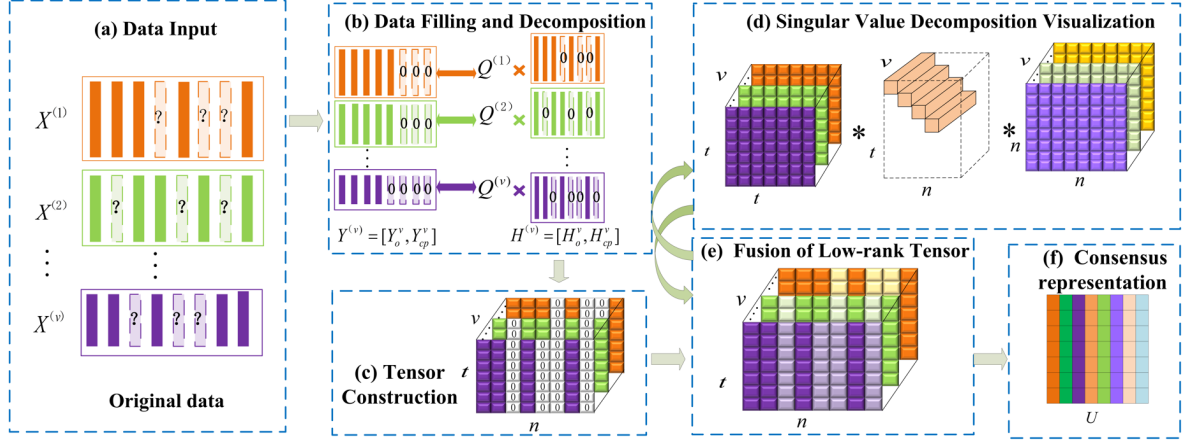 (a) Data Input
X^(1)
? ? ?
X^(2)
? ? ?
X^(v)
? ? ?
Original data
(b) Data Filling and Decomposition
0 0 0
Q^(1) ×
0 0 0
0 0 0
Q^(2) ×
0 0 0
0 0 0 0
Q^(v) ×
0 0 0 0
Y^(v) = [Y_o^v, Y_cp^v]
H^(v) = [H_o^v, H_cp^v]
(c) Tensor
Construction
v
t
n
(d) Singular Value Decomposition Visualization
v
t
t
*
v
t
n
*
n
v
n
(e) Fusion of Low-rank Tensor
v
t
n
(f) Consensus
representation
U